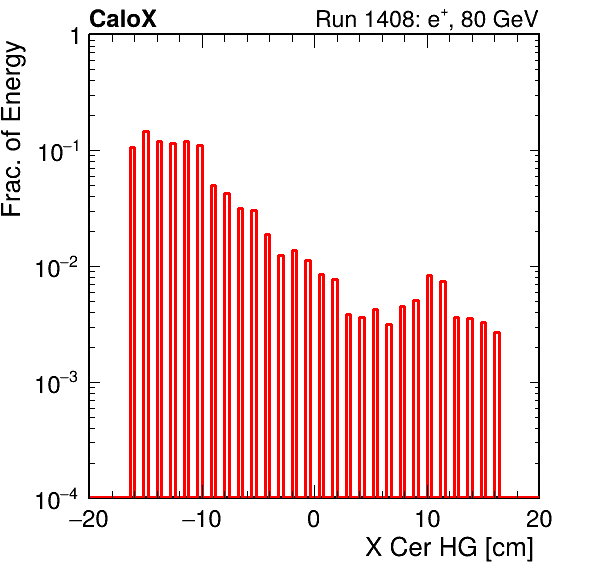 CaloX Run 1408: e⁺, 80 GeV
Frac. of Energy
1
10⁻¹
10⁻²
10⁻³
10⁻⁴
−20 −10 0 10 20
X Cer HG [cm]